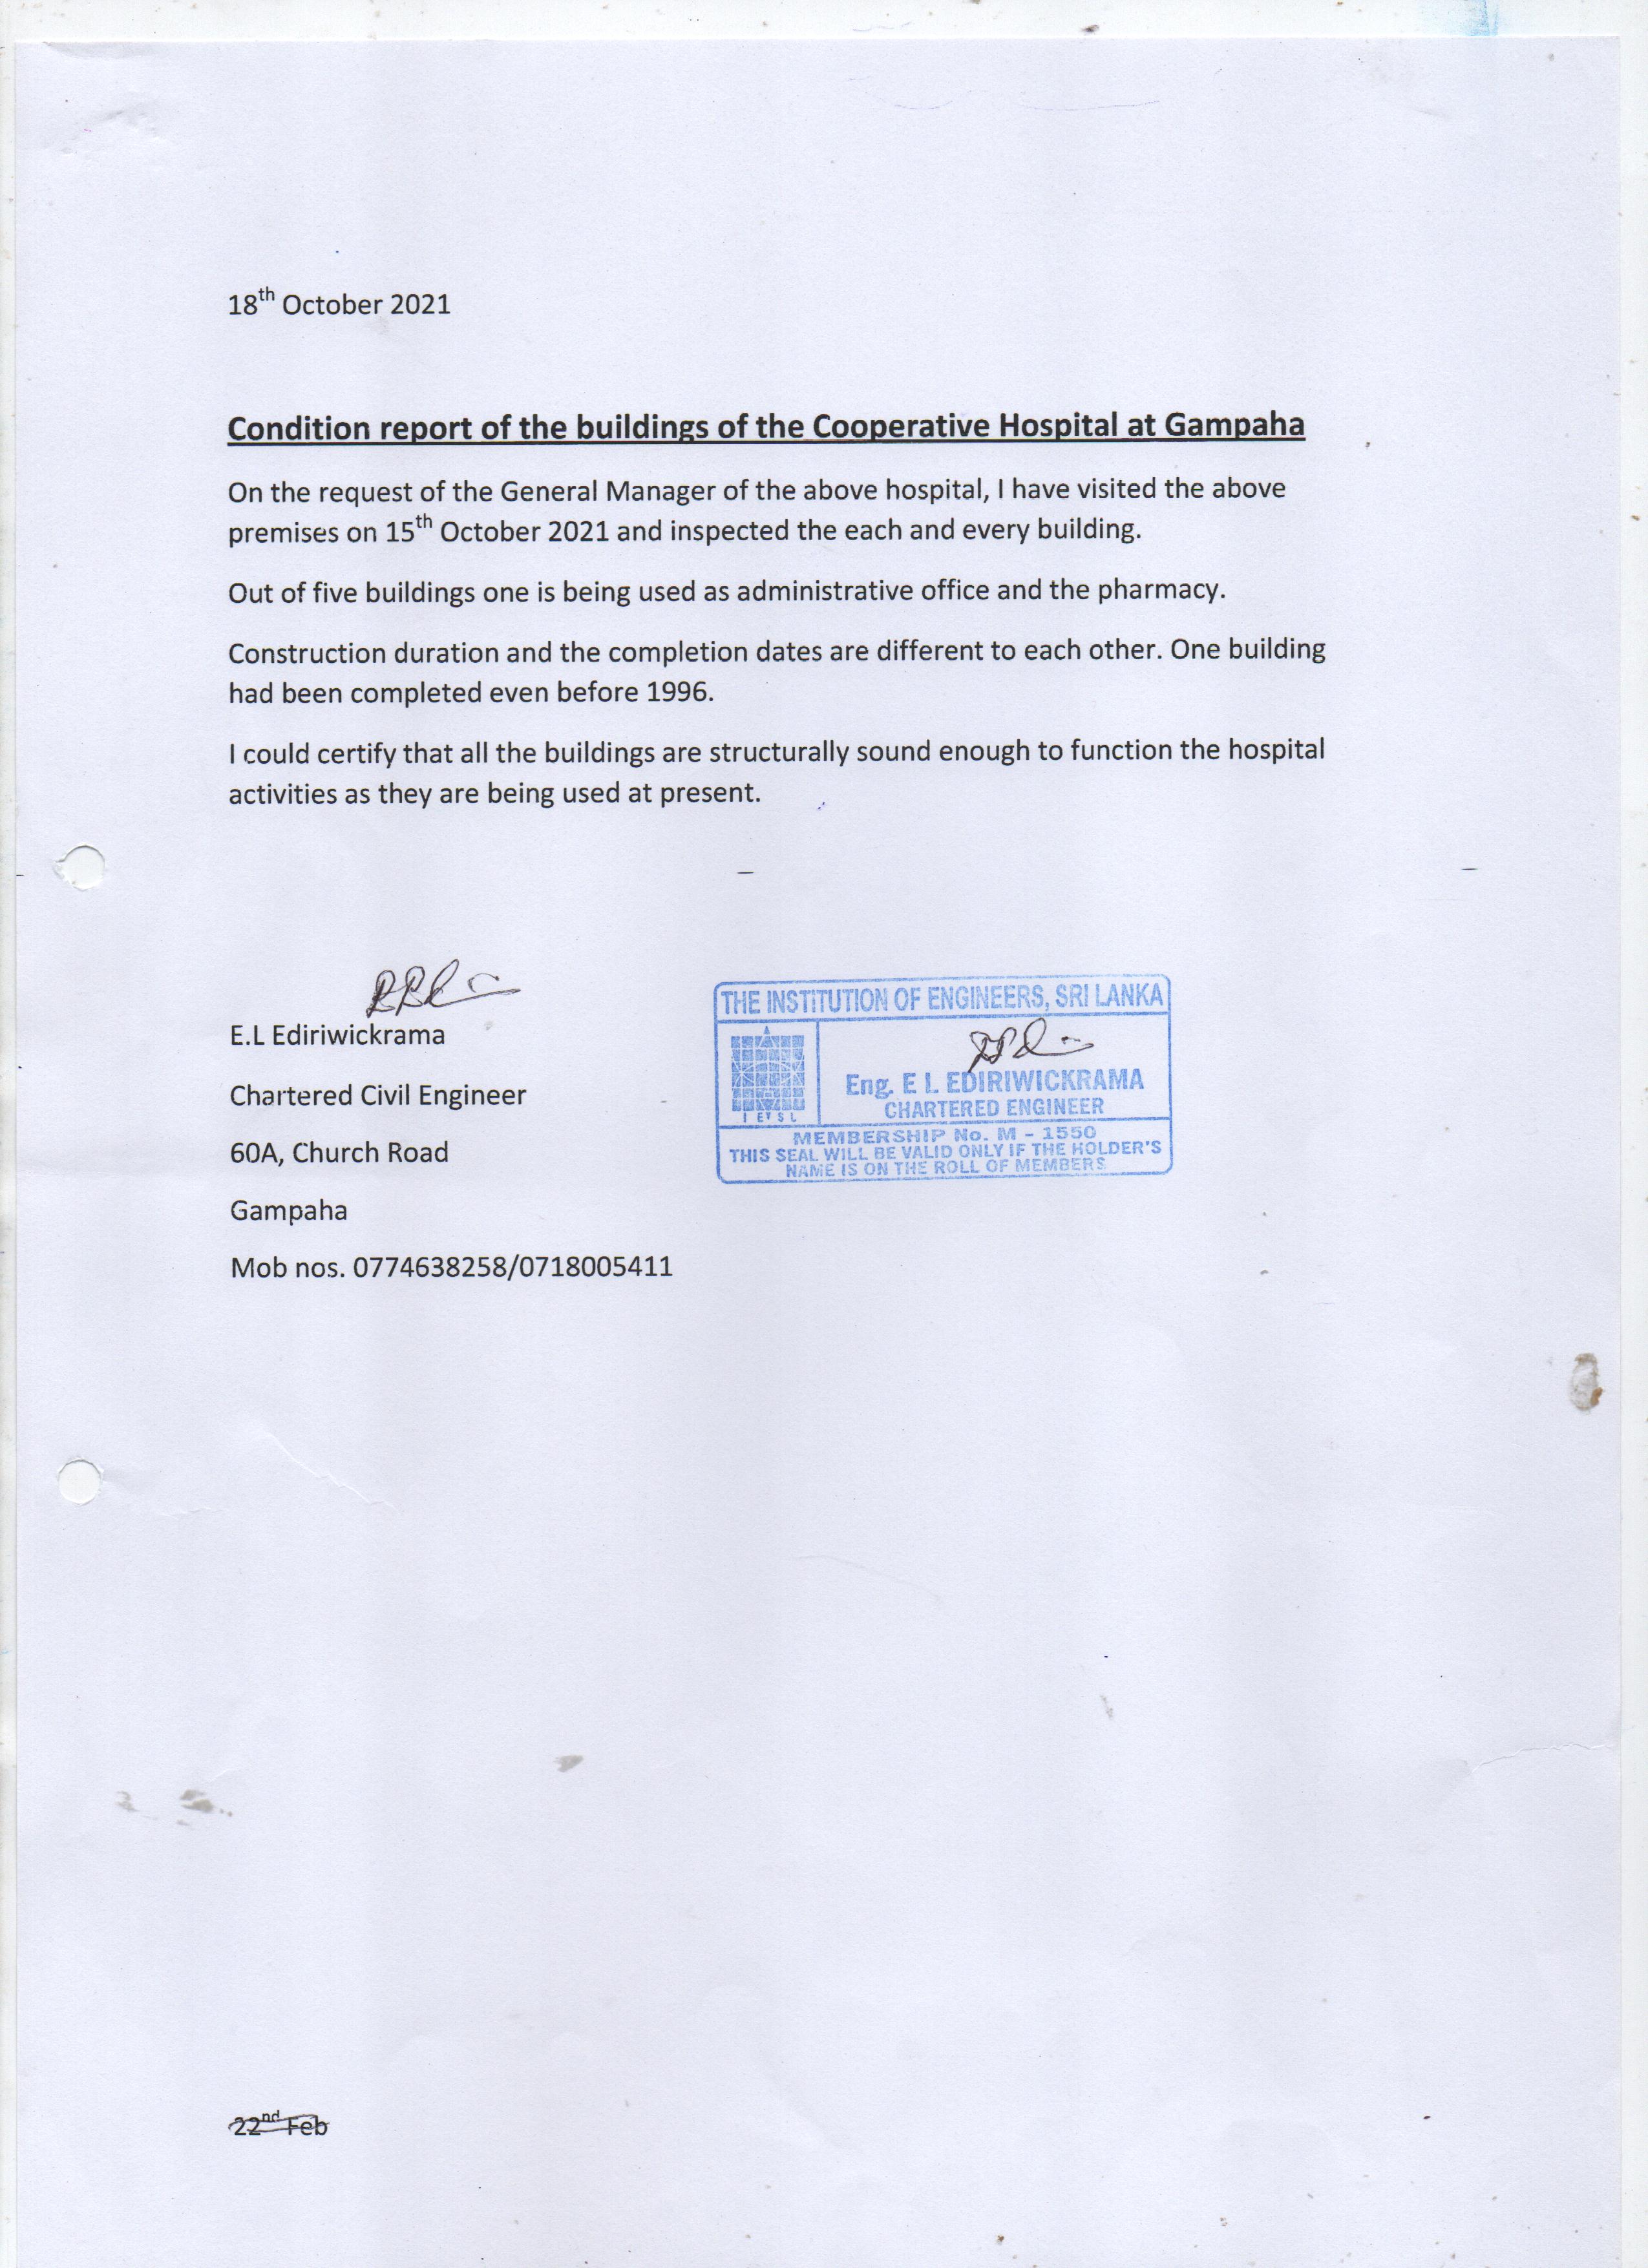 18th October 2021
Condition report of the buildings of the Cooperative Hospital at Gampaha
On the request of the General Manager of the above hospital, I have visited the above
premises on 15th October 2021 and inspected the each and every building.
Out of five buildings one is being used as administrative office and the pharmacy.
Construction duration and the completion dates are different to each other. One building
had been completed even before 1996.
I could certify that all the buildings are structurally sound enough to function the hospital
activities as they are being used at present.
E.L Ediriwickrama
Chartered Civil Engineer
60A, Church Road
Gampaha
Mob nos. 0774638258/0718005411
THE INSTITUTION OF ENGINEERS, SRI LANKA
I E S L
Eng. E L EDIRIWICKRAMA
CHARTERED ENGINEER
MEMBERSHIP No. M - 1550
THIS SEAL WILL BE VALID ONLY IF THE HOLDER'S
NAME IS ON THE ROLL OF MEMBERS
22nd Feb